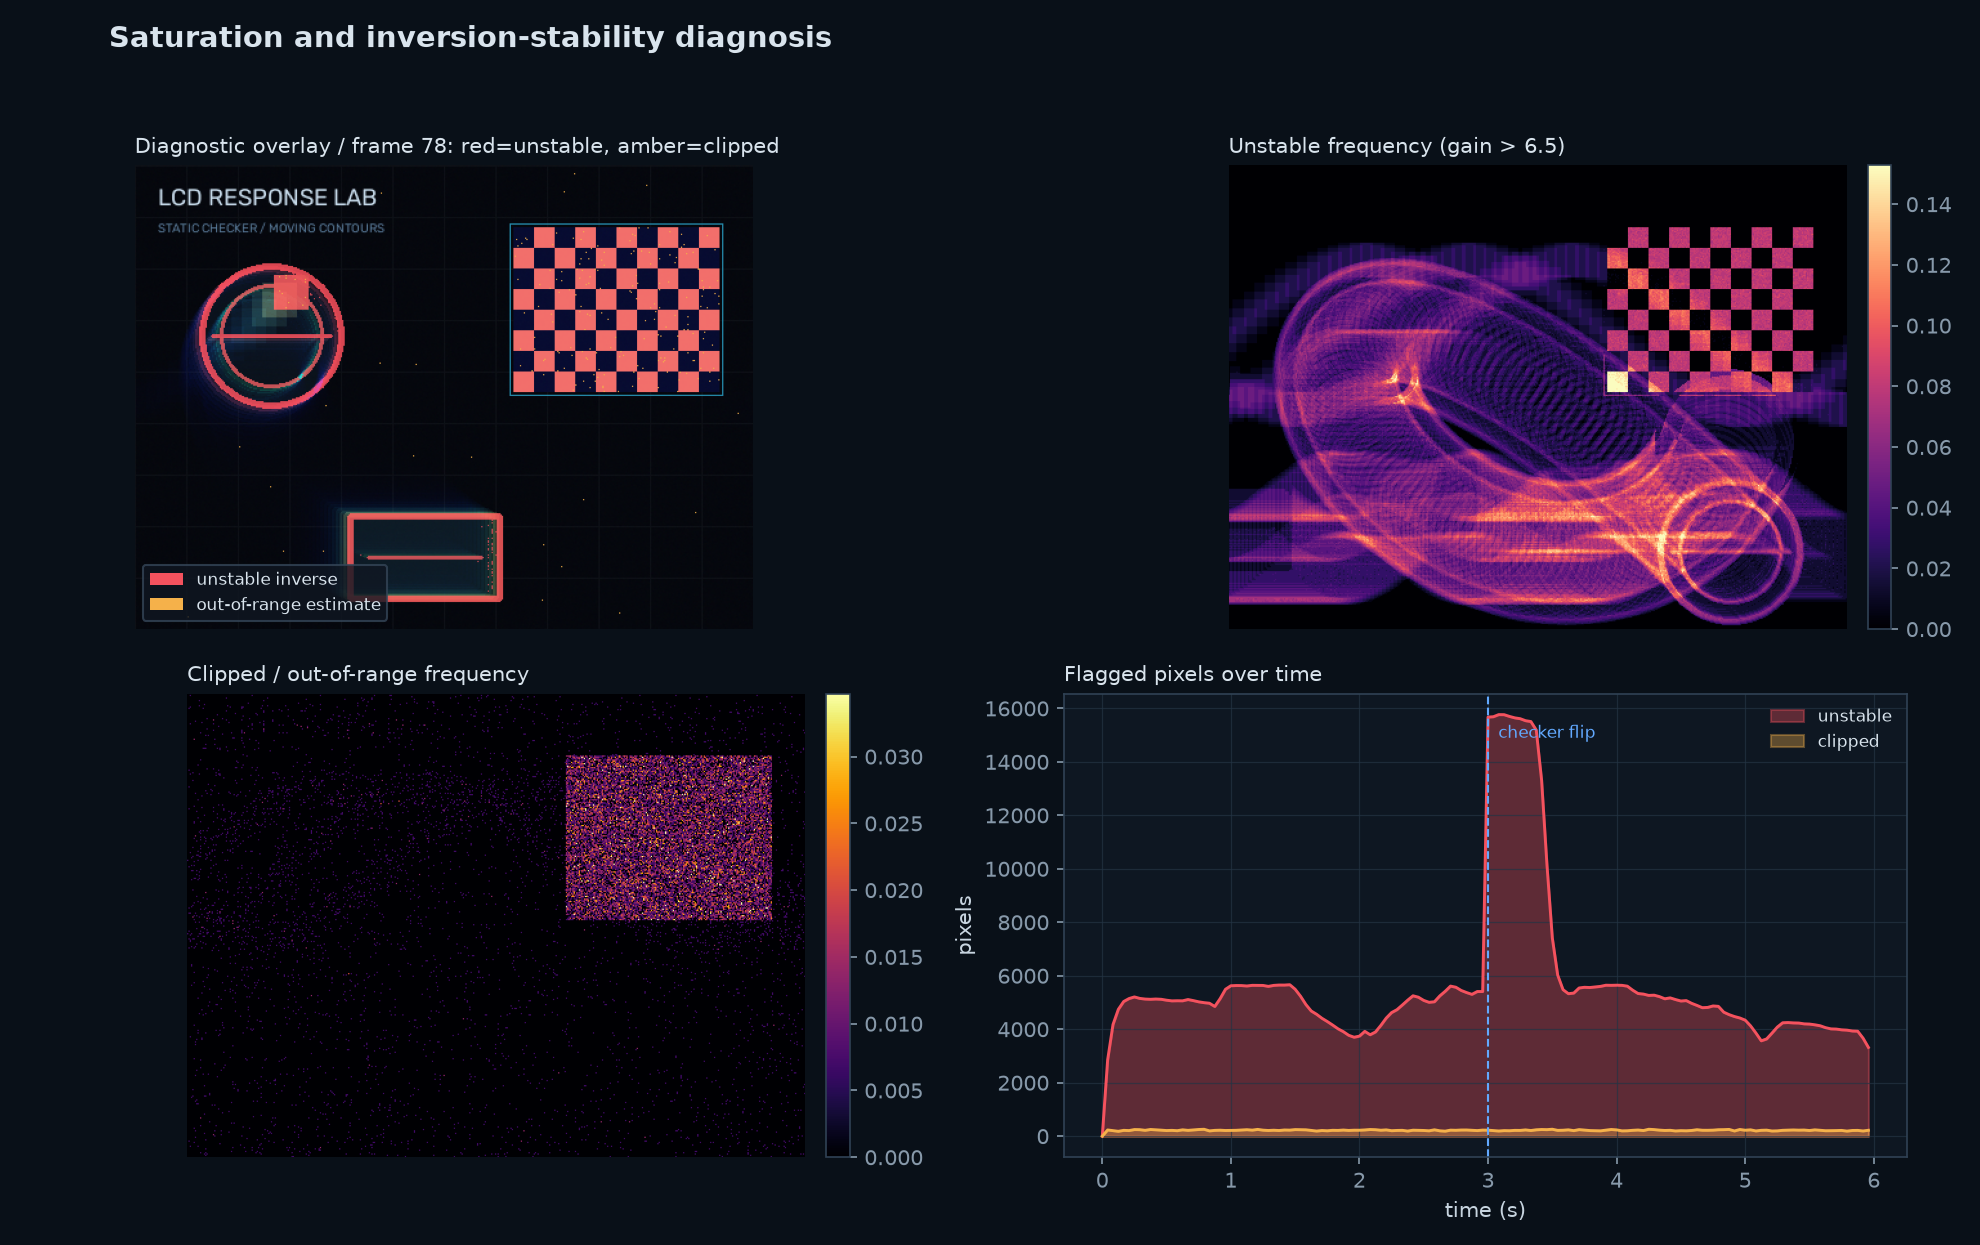 Saturation and inversion-stability diagnosis
Diagnostic overlay / frame 78: red=unstable, amber=clipped
LCD RESPONSE LAB
STATIC CHECKER / MOVING CONTOURS
unstable inverse
out-of-range estimate
Unstable frequency (gain > 6.5)
0.14
0.12
0.10
0.08
0.06
0.04
0.02
0.00
Clipped / out-of-range frequency
0.030
0.025
0.020
0.015
0.010
0.005
0.000
Flagged pixels over time
pixels
16000
14000
12000
10000
8000
6000
4000
2000
0
checker flip
unstable
clipped
0 1 2 3 4 5 6
time (s)